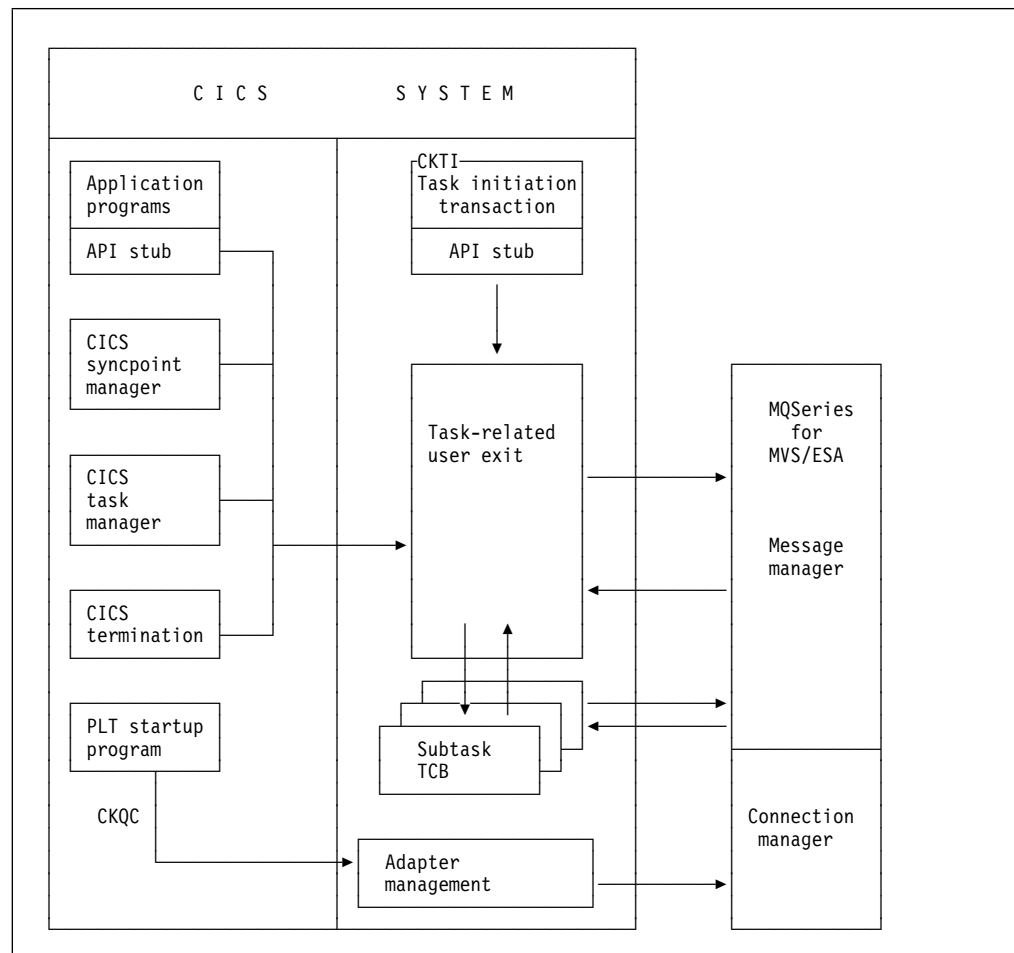 C I C S S Y S T E M
Application
programs
API stub
CICS
syncpoint
manager
CICS
task
manager
CICS
termination
PLT startup
program
CKQC
CKTI
Task initiation
transaction
API stub
Task-related
user exit
Subtask
TCB
Adapter
management
MQSeries
for
MVS/ESA
Message
manager
Connection
manager